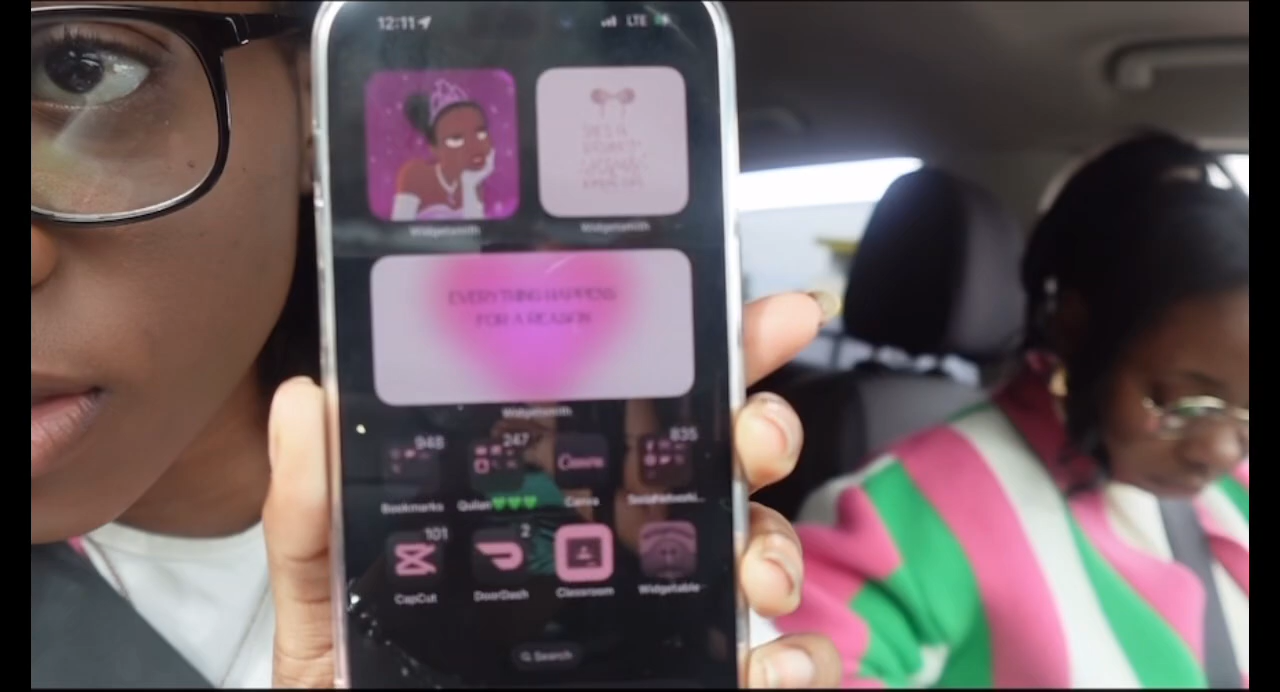 12:11
LTE
Widgetsmith
Widgetsmith
EVERYTHING HAPPENS
FOR A REASON
Widgetsmith
948
247
835
Bookmarks
Canva
Canva
101
2
CapCut
DoorDash
Classroom
Widgetable
Search